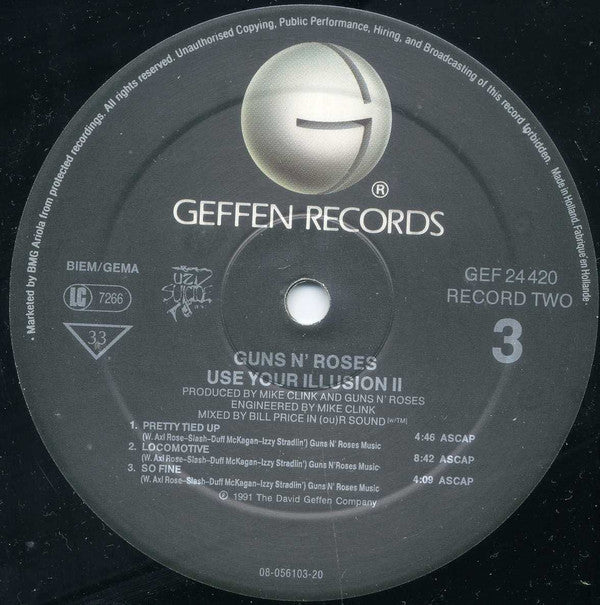 · Marketed by BMG Ariola from protected recordings. All rights reserved. Unauthorised Copying, Public Performance, Hiring, and Broadcasting of this record forbidden. Made in Holland. Fabriqué en Hollande ·
G
®
GEFFEN RECORDS
BIEM/GEMA
LC 7266
33
UZI
SUICIDE
GEF 24 420
RECORD TWO
3
GUNS N' ROSES
USE YOUR ILLUSION II
PRODUCED BY MIKE CLINK AND GUNS N' ROSES
ENGINEERED BY MIKE CLINK
MIXED BY BILL PRICE IN (ou)R SOUND [w/TM]
1. PRETTY TIED UP
(W. Axl Rose–Slash–Duff McKagan–Izzy Stradlin') Guns N' Roses Music 4:46 ASCAP
2. LOCOMOTIVE
(W. Axl Rose–Slash–Duff McKagan–Izzy Stradlin') Guns N' Roses Music 8:42 ASCAP
3. SO FINE
(W. Axl Rose–Slash–Duff McKagan–Izzy Stradlin') Guns N' Roses Music 4:09 ASCAP
℗ 1991 The David Geffen Company
08-056103-20